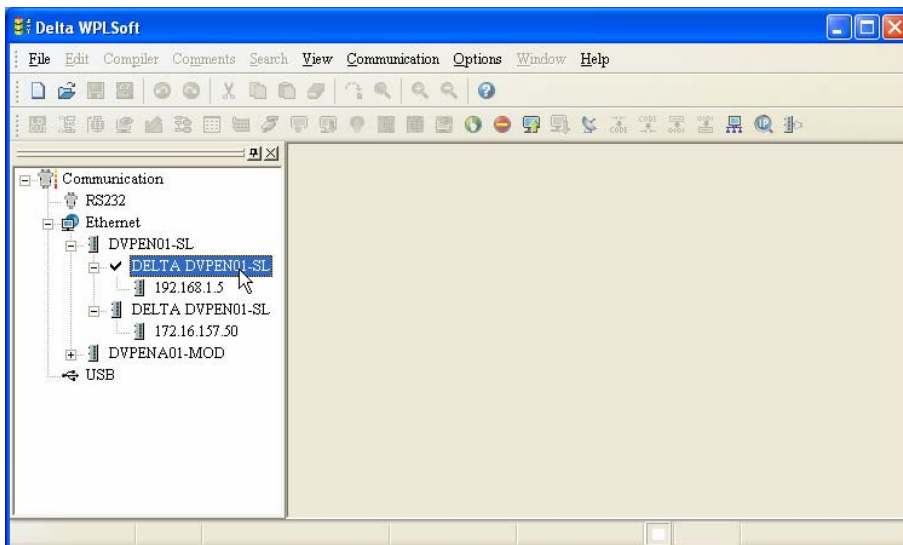 Delta WPLSoft
File Edit Compiler Comments Search View Communication Options Window Help
Communication
RS232
Ethernet
DVPEN01-SL
DELTA DVPEN01-SL
192.168.1.5
DELTA DVPEN01-SL
172.16.157.50
DVPENA01-MOD
USB